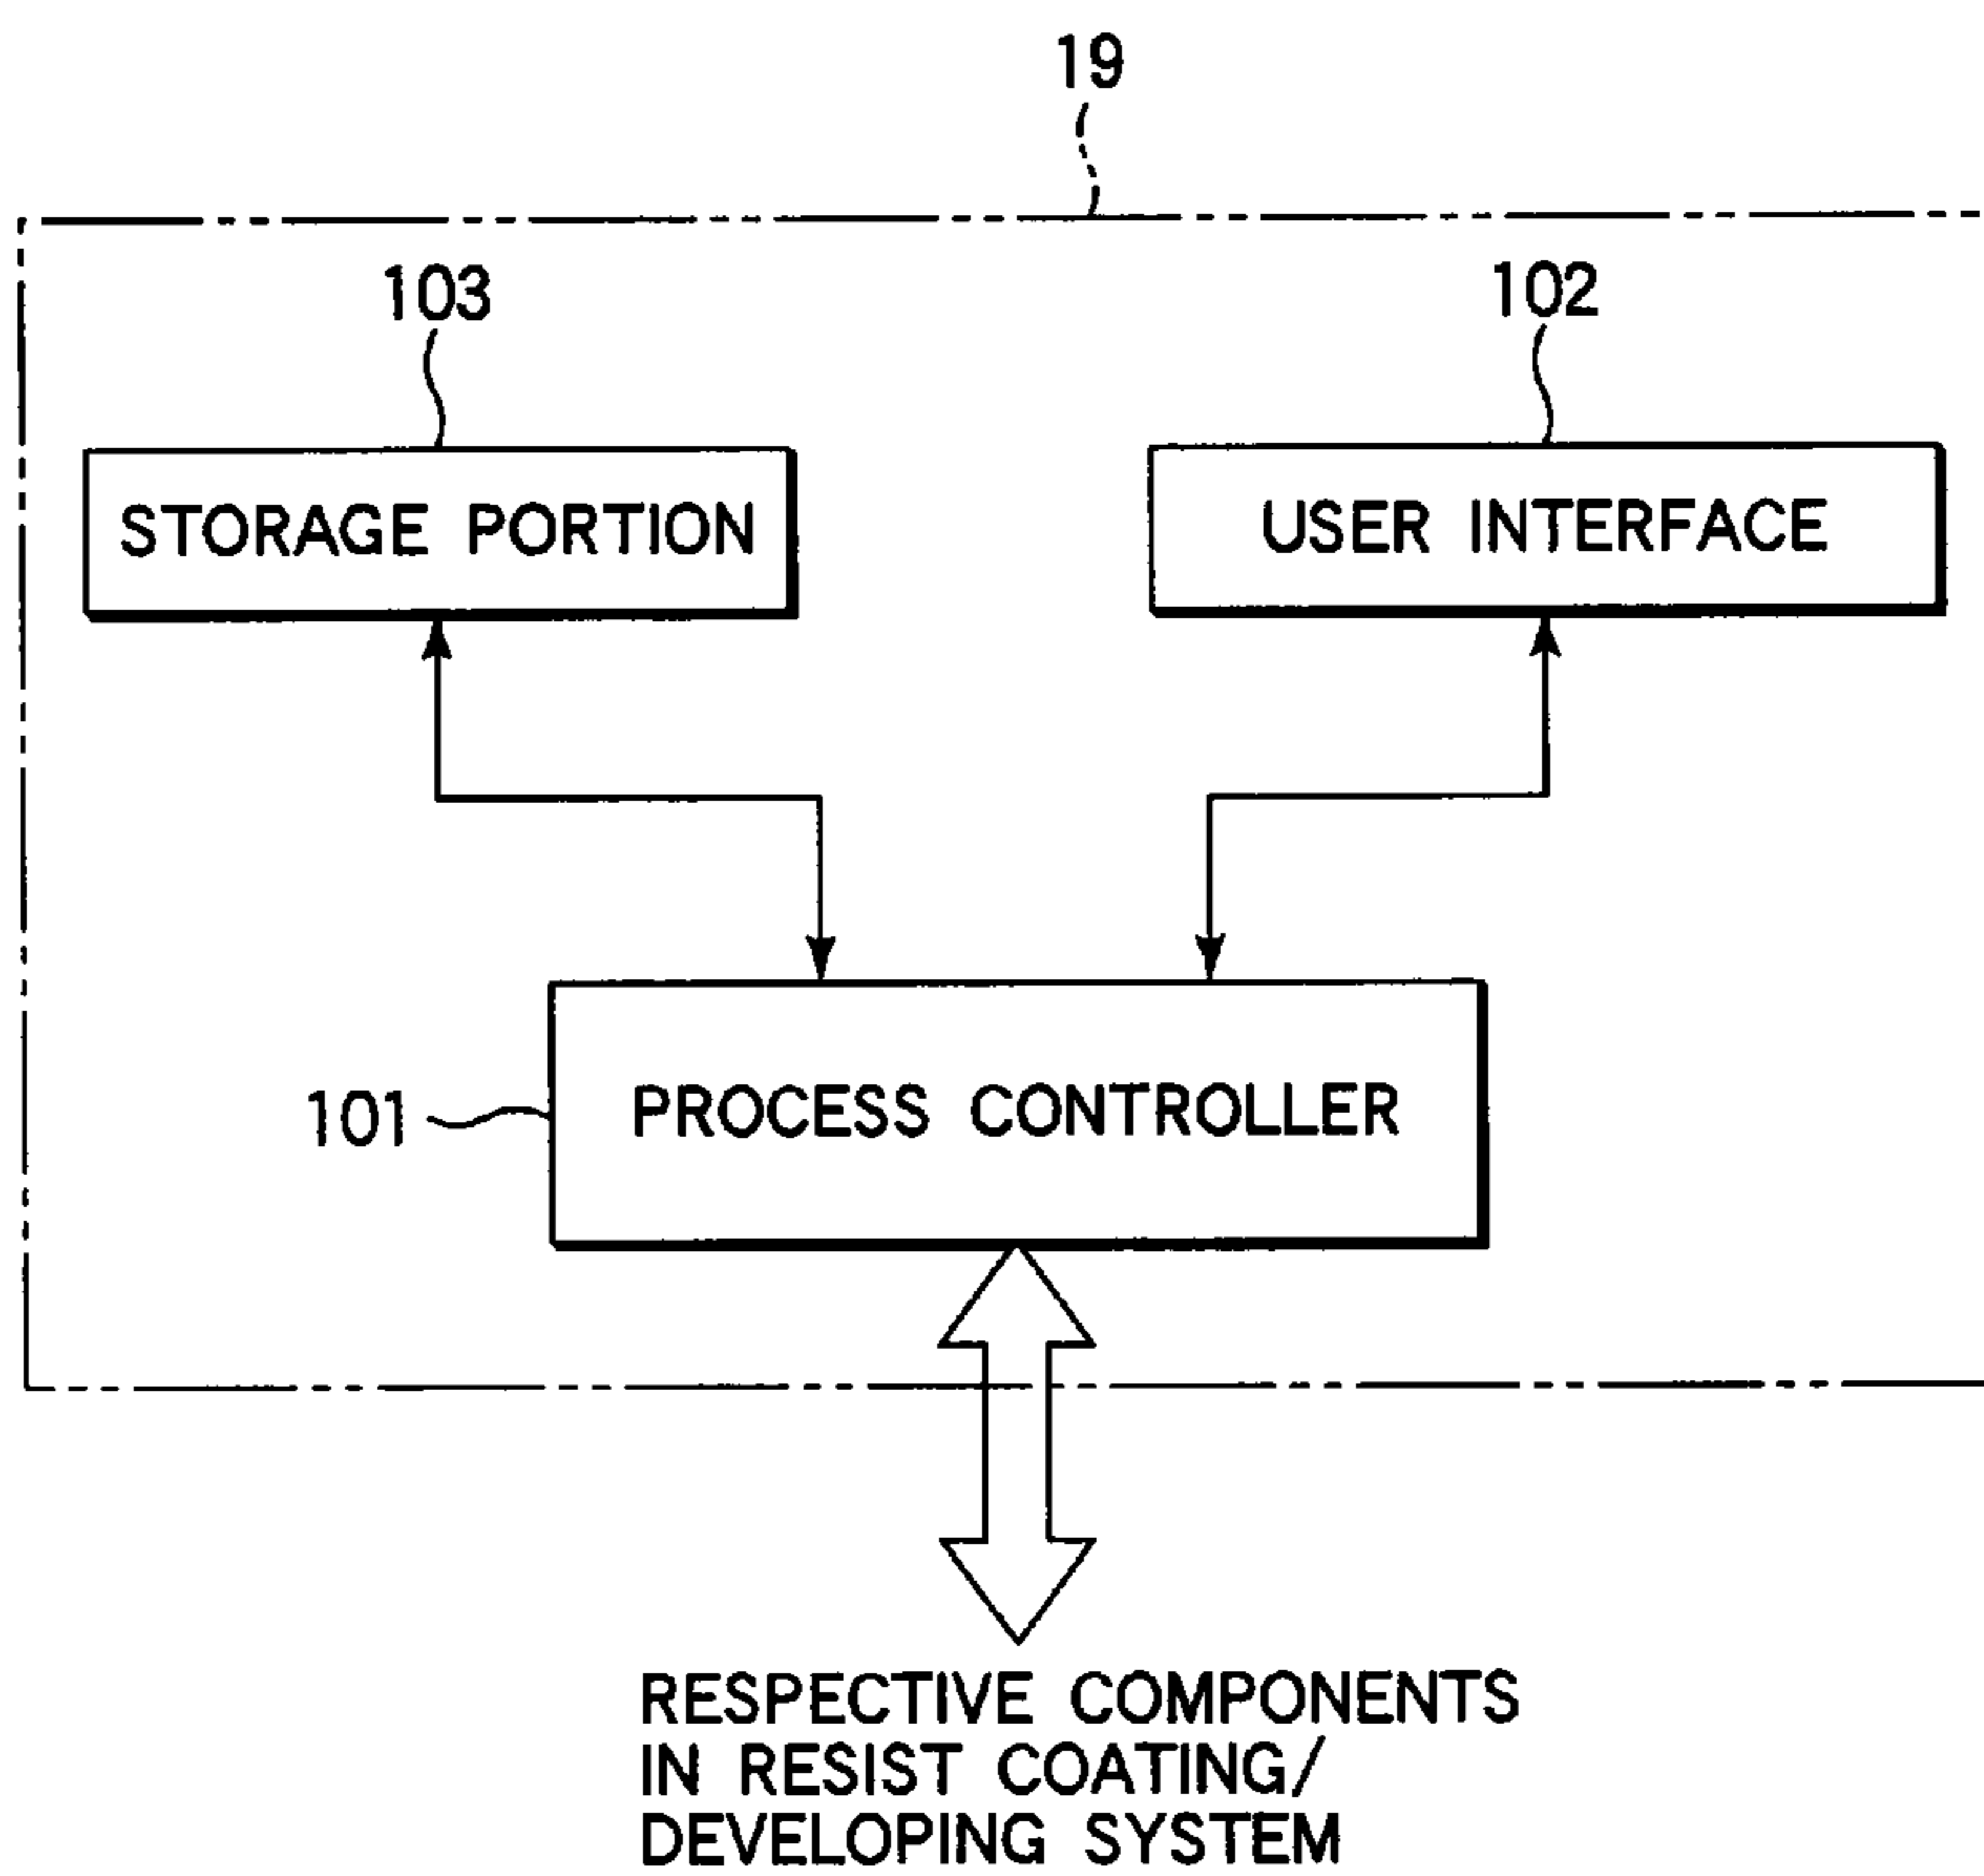 19
103
102
STORAGE PORTION
USER INTERFACE
101
PROCESS CONTROLLER
RESPECTIVE COMPONENTS
IN RESIST COATING/
DEVELOPING SYSTEM